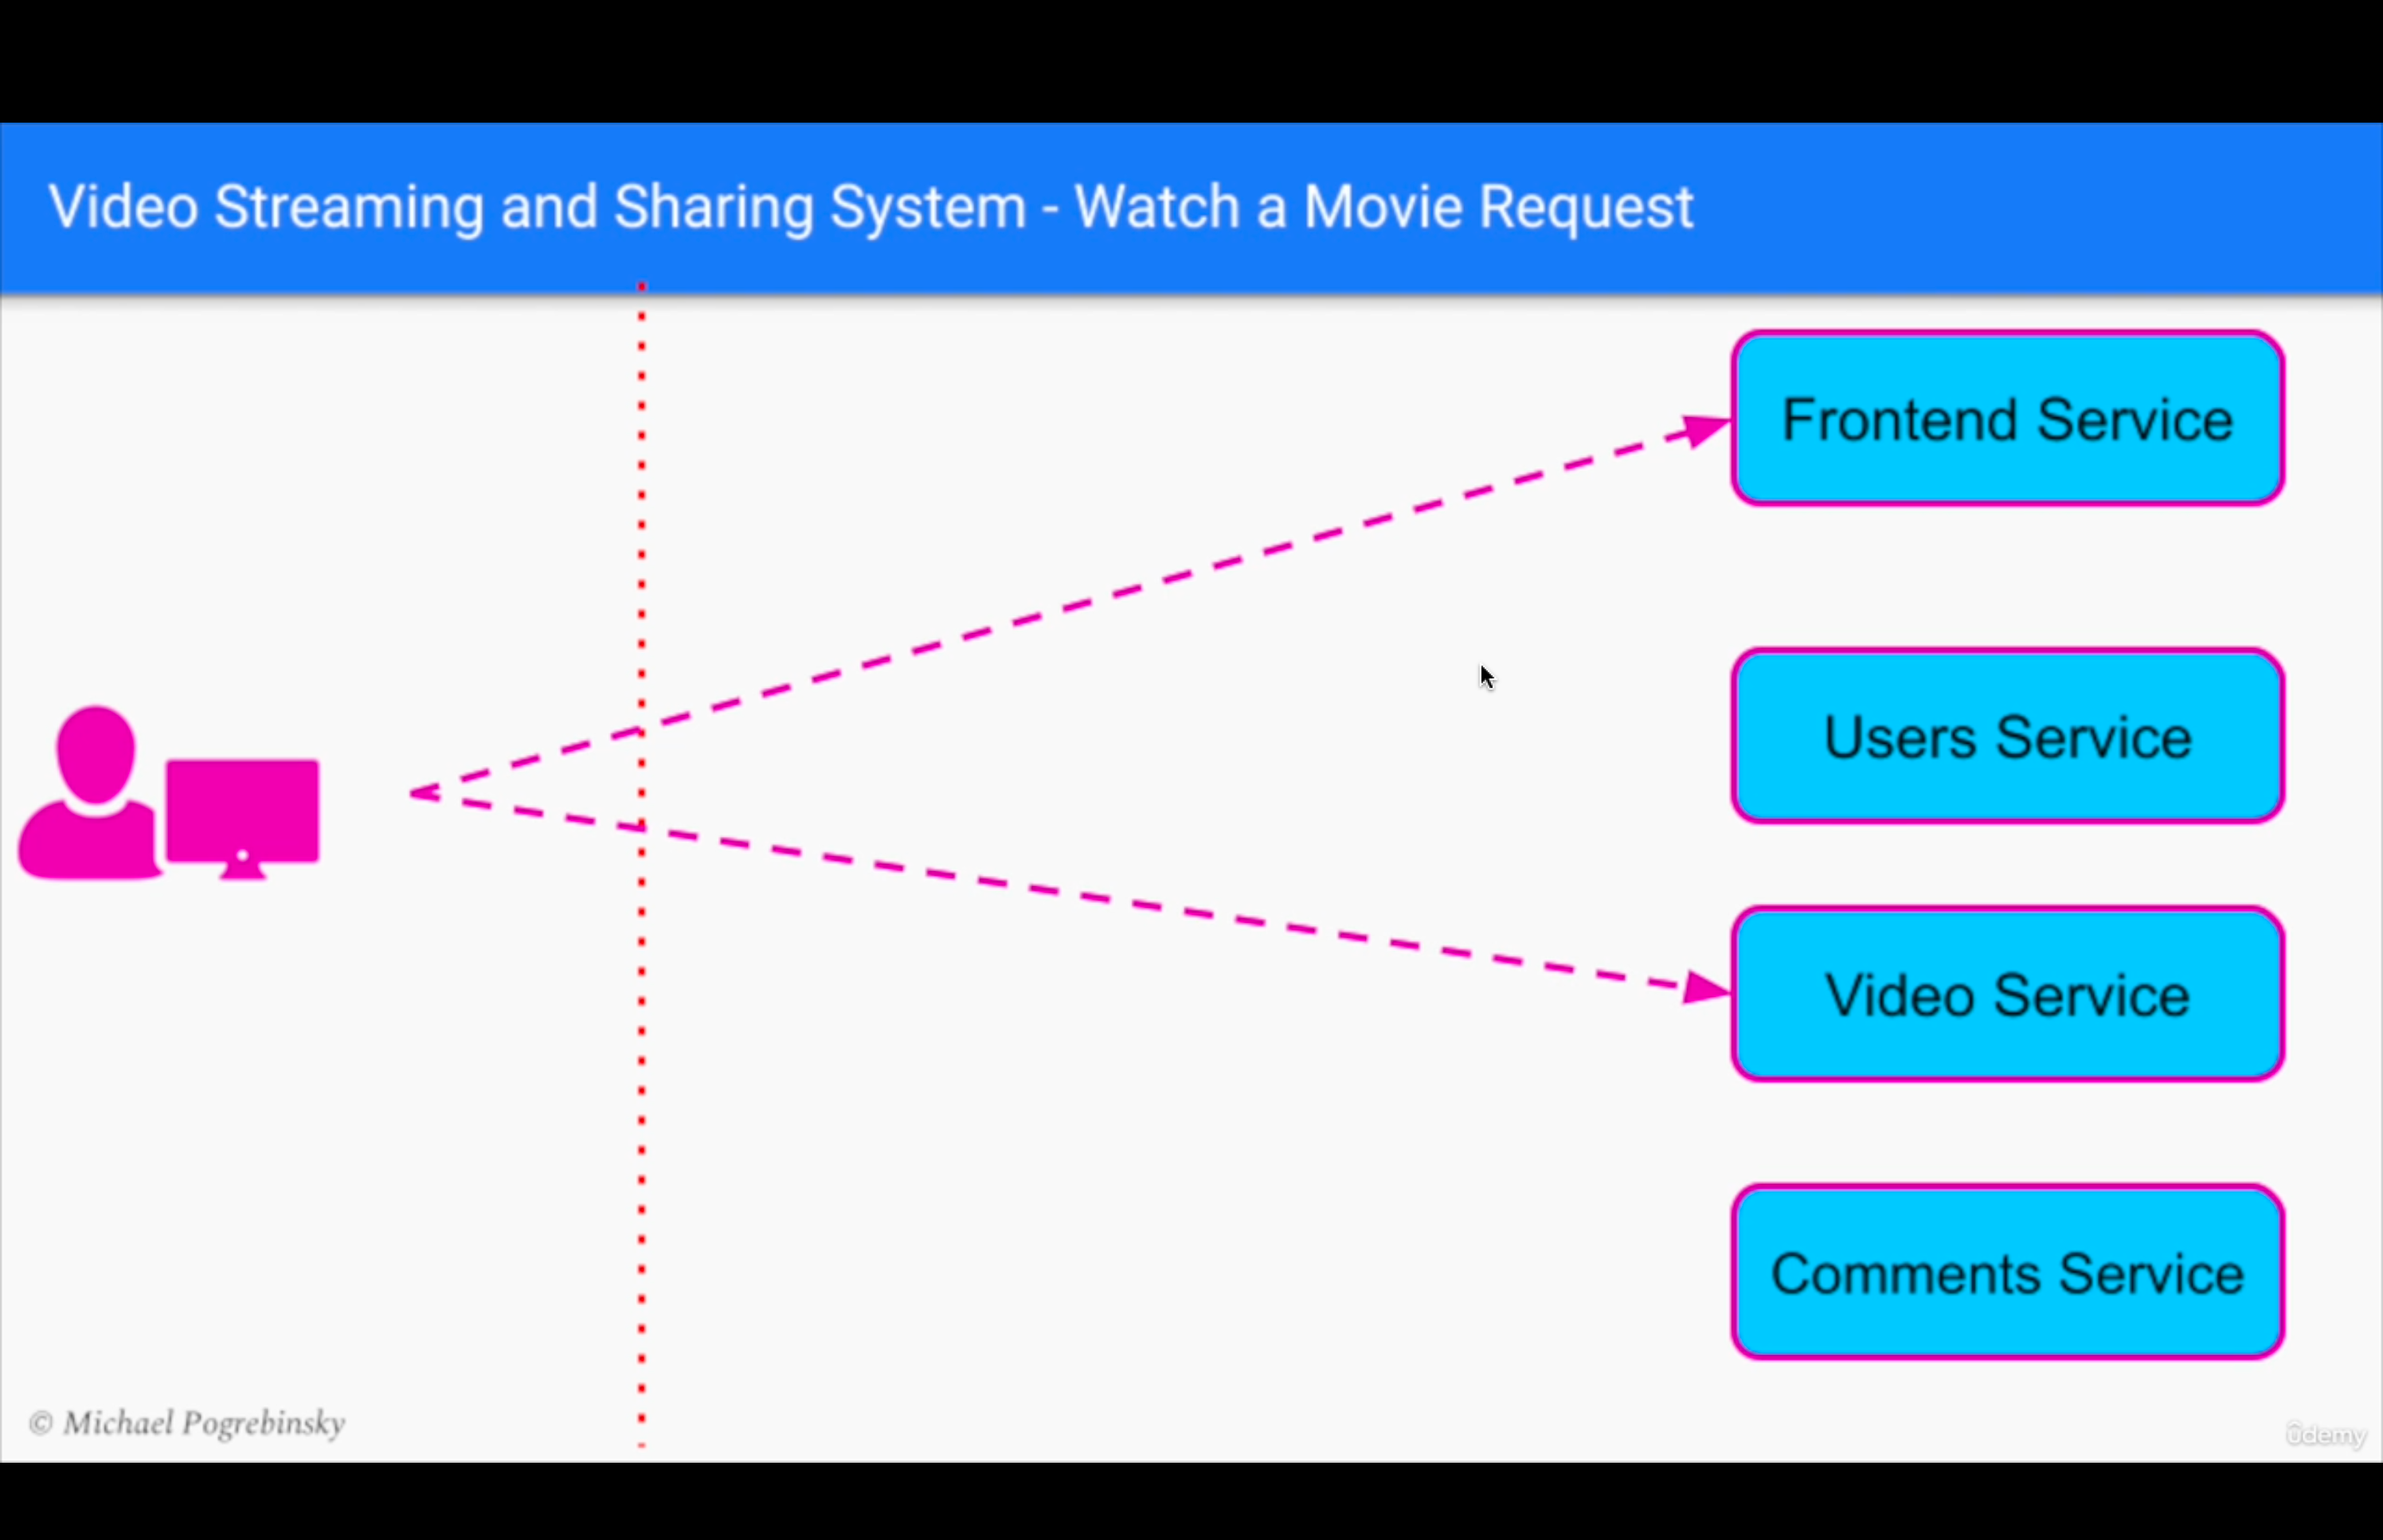 Video Streaming and Sharing System - Watch a Movie Request
Frontend Service
Users Service
Video Service
Comments Service
© Michael Pogrebinsky
ûdemy